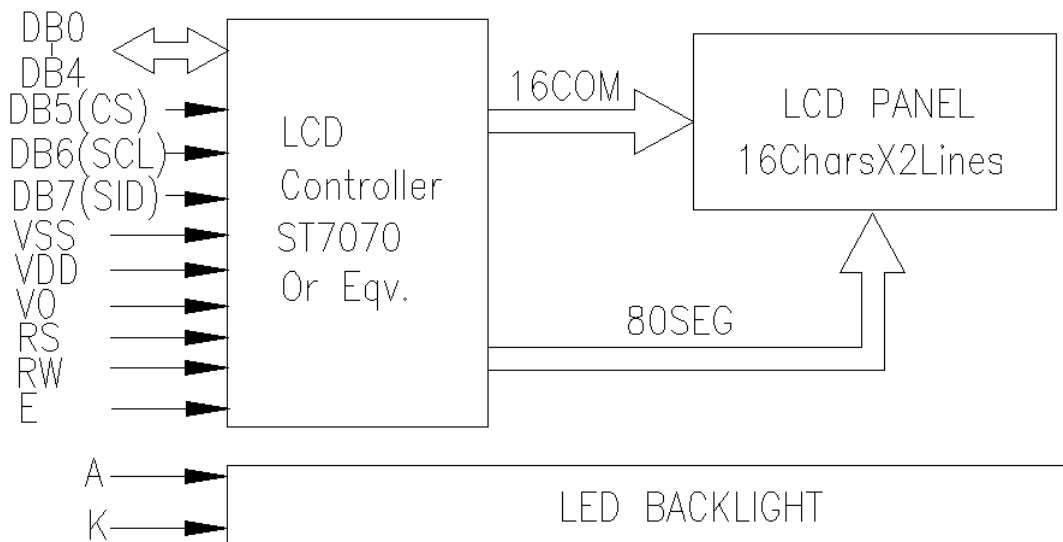 DB0
DB4
DB5(CS)
DB6(SCL)
DB7(SID)
VSS
VDD
VO
RS
RW
E
LCD
Controller
ST7070
Or Eqv.
16COM
80SEG
LCD PANEL
16CharsX2Lines
A
K
LED BACKLIGHT